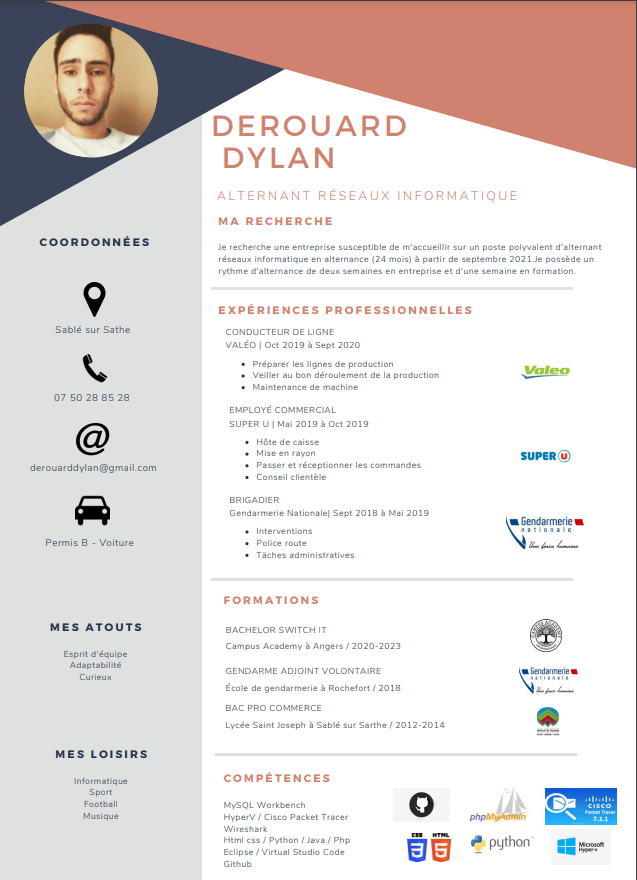 DEROUARD
DYLAN
ALTERNANT RÉSEAUX INFORMATIQUE
MA RECHERCHE
Je recherche une entreprise susceptible de m'accueillir sur un poste polyvalent d'alternant
réseaux informatique en alternance (24 mois) à partir de septembre 2021.Je possède un
rythme d'alternance de deux semaines en entreprise et d'une semaine en formation.
COORDONNÉES
Sablé sur Sathe
07 50 28 85 28
@
derouarddylan@gmail.com
Permis B - Voiture
MES ATOUTS
Esprit d'équipe
Adaptabilité
Curieux
MES LOISIRS
Informatique
Sport
Football
Musique
EXPÉRIENCES PROFESSIONNELLES
CONDUCTEUR DE LIGNE
VALÉO | Oct 2019 à Sept 2020
Préparer les lignes de production
Veiller au bon déroulement de la production
Maintenance de machine
Valeo
EMPLOYÉ COMMERCIAL
SUPER U | Mai 2019 à Oct 2019
Hôte de caisse
Mise en rayon
Passer et réceptionner les commandes
Conseil clientèle
SUPER U
BRIGADIER
Gendarmerie Nationale| Sept 2018 à Mai 2019
Interventions
Police route
Tâches administratives
Gendarmerie
nationale
Une force humaine
FORMATIONS
BACHELOR SWITCH IT
Campus Academy à Angers / 2020-2023
GENDARME ADJOINT VOLONTAIRE
École de gendarmerie à Rochefort / 2018
Gendarmerie
nationale
Une force humaine
BAC PRO COMMERCE
Lycée Saint Joseph à Sablé sur Sarthe / 2012-2014
COMPÉTENCES
MySQL Workbench
HyperV / Cisco Packet Tracer
Wireshark
Html css / Python / Java / Php
Eclipse / Virtual Studio Code
Github
phpMyAdmin
CISCO
Packet Tracer
7.1.1
CSS
3
HTML
5
python
Microsoft
Hyper-v